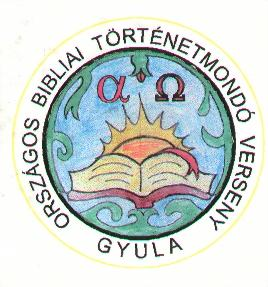 ORSZÁGOS BIBLIAI TÖRTÉNETMONDÓ VERSENY
α Ω
GYULA